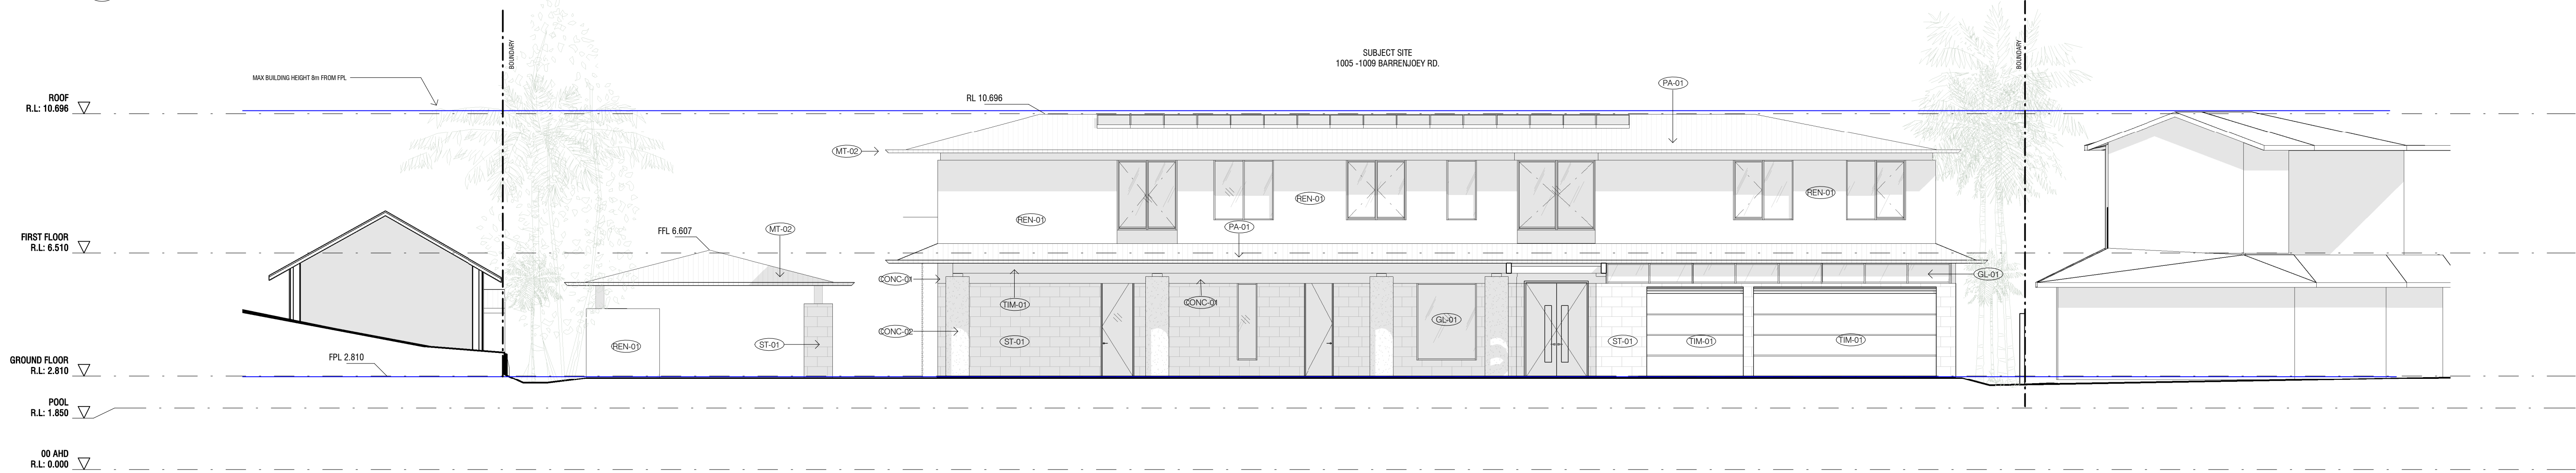 SUBJECT SITE
1005 -1009 BARRENJOEY RD.
BOUNDARY
BOUNDARY
MAX BUILDING HEIGHT 8m FROM FPL
PA-01
ROOF
R.L: 10.696
RL 10.696
MT-02
REN-01
REN-01
REN-01
FFL 6.607
MT-02
PA-01
FIRST FLOOR
R.L: 6.510
CONC-01
GL-01
TIM-01
CONC-01
GL-01
CONC-02
REN-01
ST-01
ST-01
ST-01
TIM-01
TIM-01
GROUND FLOOR
R.L: 2.810
FPL 2.810
POOL
R.L: 1.850
00 AHD
R.L: 0.000